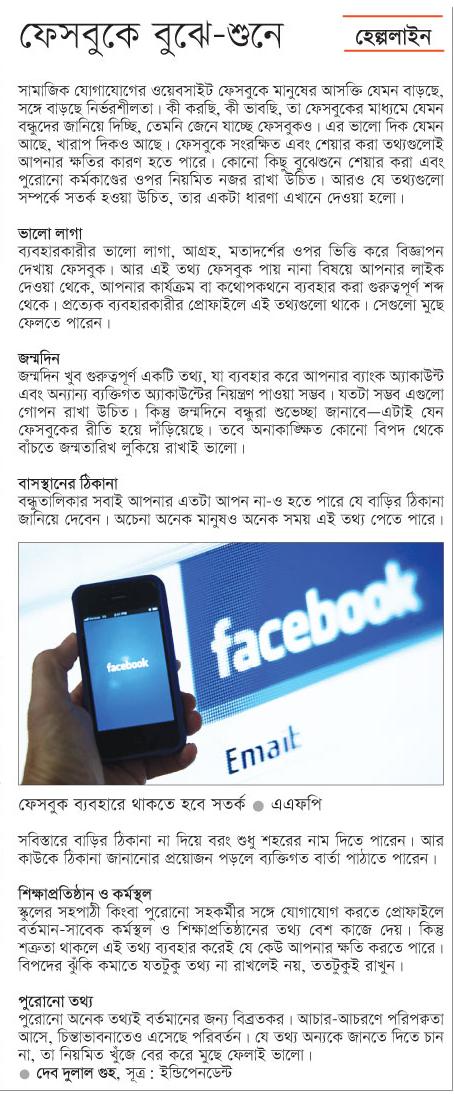 ফেসবুকে বুঝে-শুনে
হেল্পলাইন
সামাজিক যোগাযোগের ওয়েবসাইট ফেসবুকে মানুষের আসক্তি যেমন বাড়ছে,
সঙ্গে বাড়ছে নির্ভরশীলতা। কী করছি, কী ভাবছি, তা ফেসবুকের মাধ্যমে যেমন
বন্ধুদের জানিয়ে দিচ্ছি, তেমনি জেনে যাচ্ছে ফেসবুকও। এর ভালো দিক যেমন
আছে, খারাপ দিকও আছে। ফেসবুকে সংরক্ষিত এবং শেয়ার করা তথ্যগুলোই
আপনার ক্ষতির কারণ হতে পারে। কোনো কিছু বুঝেশুনে শেয়ার করা এবং
পুরোনো কর্মকাণ্ডের ওপর নিয়মিত নজর রাখা উচিত। আরও যে তথ্যগুলো
সম্পর্কে সতর্ক হওয়া উচিত, তার একটা ধারণা এখানে দেওয়া হলো।
ভালো লাগা
ব্যবহারকারীর ভালো লাগা, আগ্রহ, মতাদর্শের ওপর ভিত্তি করে বিজ্ঞাপন
দেখায় ফেসবুক। আর এই তথ্য ফেসবুক পায় নানা বিষয়ে আপনার লাইক
দেওয়া থেকে, আপনার কার্যক্রম বা কথোপকথনে ব্যবহার করা গুরুত্বপূর্ণ শব্দ
থেকে। প্রত্যেক ব্যবহারকারীর প্রোফাইলে এই তথ্যগুলো থাকে। সেগুলো মুছে
ফেলতে পারেন।
জন্মদিন
জন্মদিন খুব গুরুত্বপূর্ণ একটি তথ্য, যা ব্যবহার করে আপনার ব্যাংক অ্যাকাউন্ট
এবং অন্যান্য ব্যক্তিগত অ্যাকাউন্টের নিয়ন্ত্রণ পাওয়া সম্ভব। যতটা সম্ভব এগুলো
গোপন রাখা উচিত। কিন্তু জন্মদিনে বন্ধুরা শুভেচ্ছা জানাবে—এটাই যেন
ফেসবুকের রীতি হয়ে দাঁড়িয়েছে। তবে অনাকাঙ্ক্ষিত কোনো বিপদ থেকে
বাঁচতে জন্মতারিখ লুকিয়ে রাখাই ভালো।
বাসস্থানের ঠিকানা
বন্ধুতালিকার সবাই আপনার এতটা আপন না-ও হতে পারে যে বাড়ির ঠিকানা
জানিয়ে দেবেন। অচেনা অনেক মানুষও অনেক সময় এই তথ্য পেতে পারে।
facebook
facebook
Email
ফেসবুক ব্যবহারে থাকতে হবে সতর্ক ● এএফপি
সবিস্তারে বাড়ির ঠিকানা না দিয়ে বরং শুধু শহরের নাম দিতে পারেন। আর
কাউকে ঠিকানা জানানোর প্রয়োজন পড়লে ব্যক্তিগত বার্তা পাঠাতে পারেন।
শিক্ষাপ্রতিষ্ঠান ও কর্মস্থল
স্কুলের সহপাঠী কিংবা পুরোনো সহকর্মীর সঙ্গে যোগাযোগ করতে প্রোফাইলে
বর্তমান-সাবেক কর্মস্থল ও শিক্ষাপ্রতিষ্ঠানের তথ্য বেশ কাজে দেয়। কিন্তু
শত্রুতা থাকলে এই তথ্য ব্যবহার করেই যে কেউ আপনার ক্ষতি করতে পারে।
বিপদের ঝুঁকি কমাতে যতটুকু তথ্য না রাখলেই নয়, ততটুকুই রাখুন।
পুরোনো তথ্য
পুরোনো অনেক তথ্যই বর্তমানের জন্য বিব্রতকর। আচার-আচরণে পরিপক্বতা
আসে, চিন্তাভাবনাতেও এসেছে পরিবর্তন। যে তথ্য অন্যকে জানতে দিতে চান
না, তা নিয়মিত খুঁজে বের করে মুছে ফেলাই ভালো।
● দেব দুলাল গুহ, সূত্র : ইন্ডিপেনডেন্ট